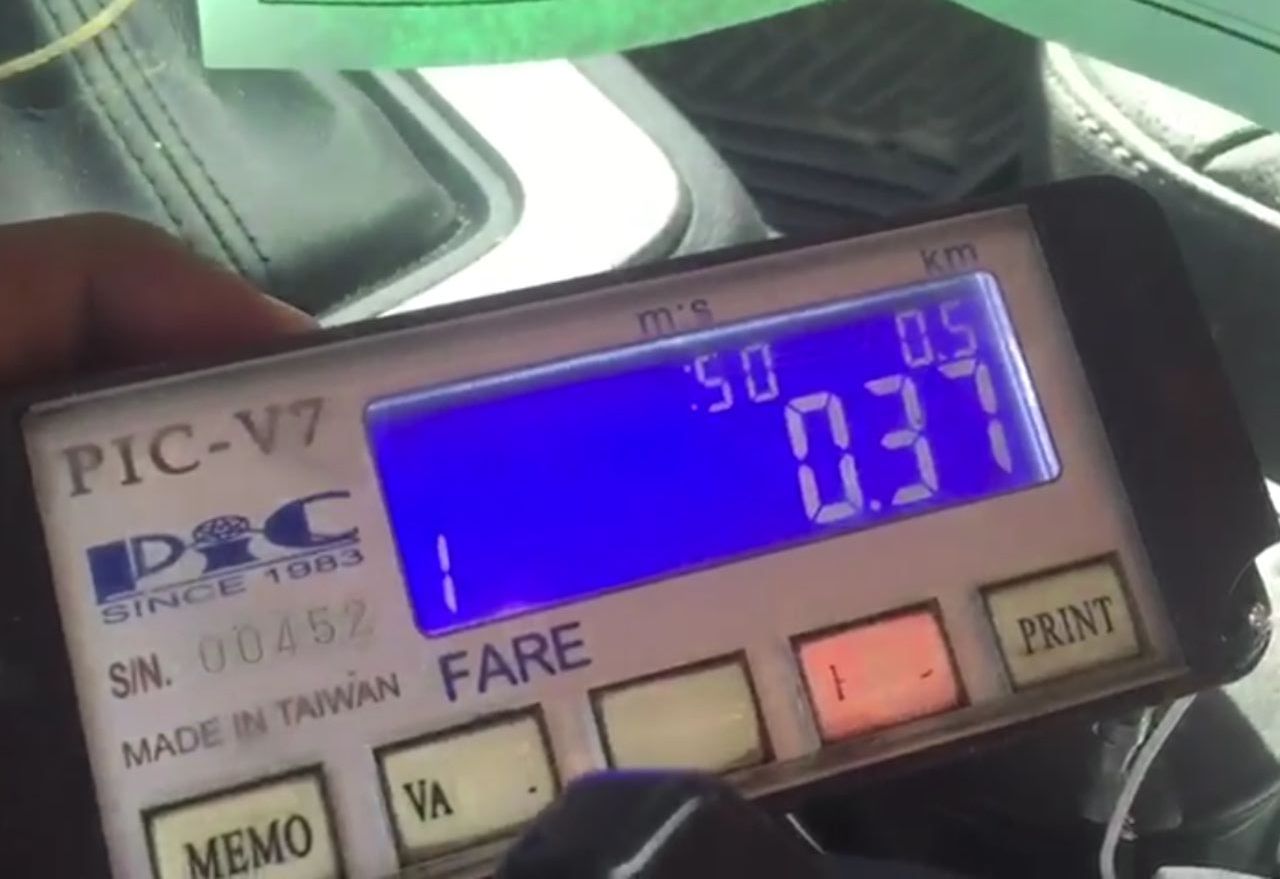 km
m:s
0.5
:50
0.37
1
PIC-V7
PiC
SINCE 1983
S/N. 00452
MADE IN TAIWAN
FARE
PRINT
VA
MEMO